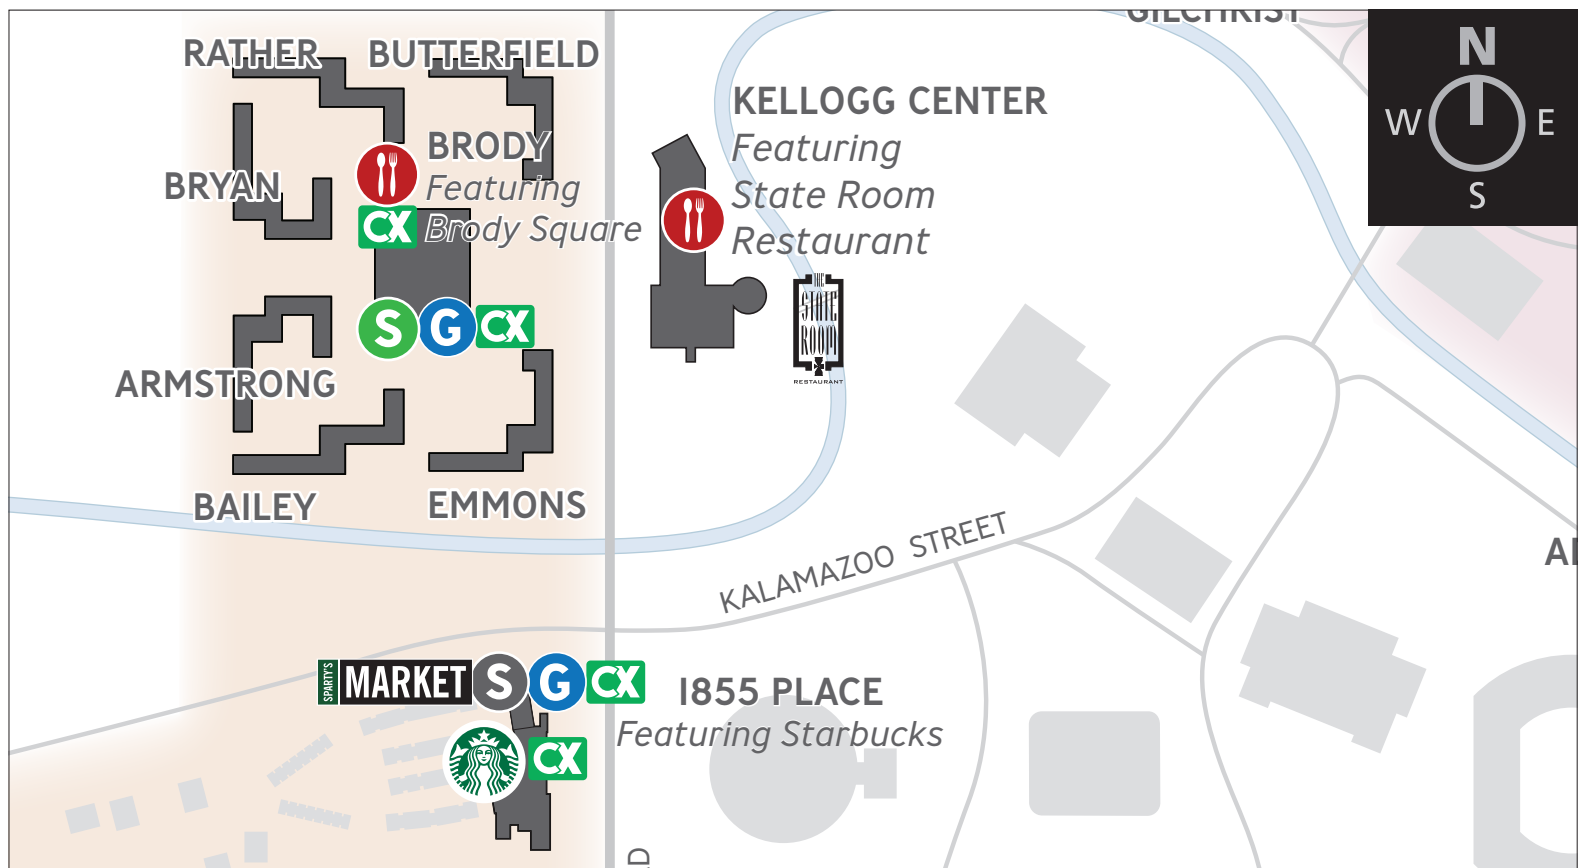 GILCHRIST
N
W E
S
RATHER
BUTTERFIELD
KELLOGG CENTER
Featuring
State Room
Restaurant
BRODY
Featuring
Brody Square
CX
BRYAN
THE
STATE
ROOM
RESTAURANT
S G CX
ARMSTRONG
BAILEY
EMMONS
KALAMAZOO STREET
SPARTY'S
MARKET S G CX
1855 PLACE
Featuring Starbucks
CX